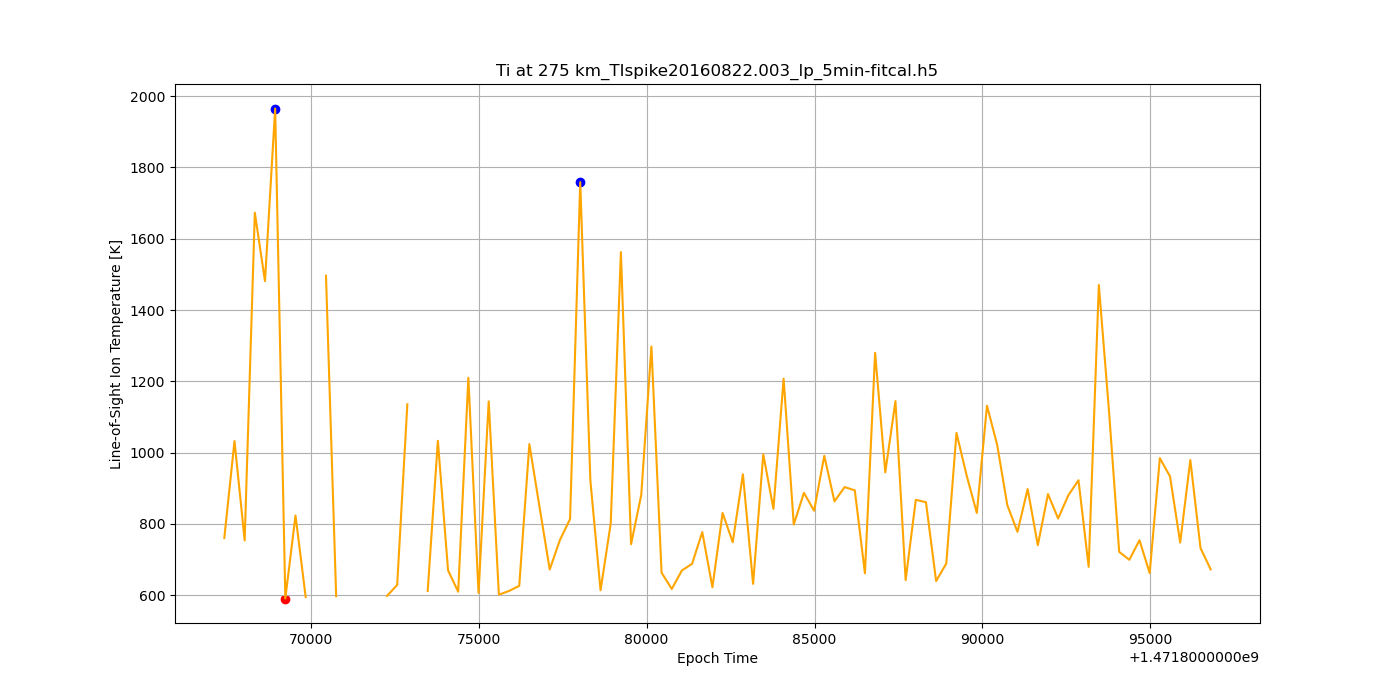 Ti at 275 km_TIspike20160822.003_lp_5min-fitcal.h5
Line-of-Sight Ion Temperature [K]
2000
1800
1600
1400
1200
1000
800
600
70000 75000 80000 85000 90000 95000
Epoch Time
+1.4718000000e9